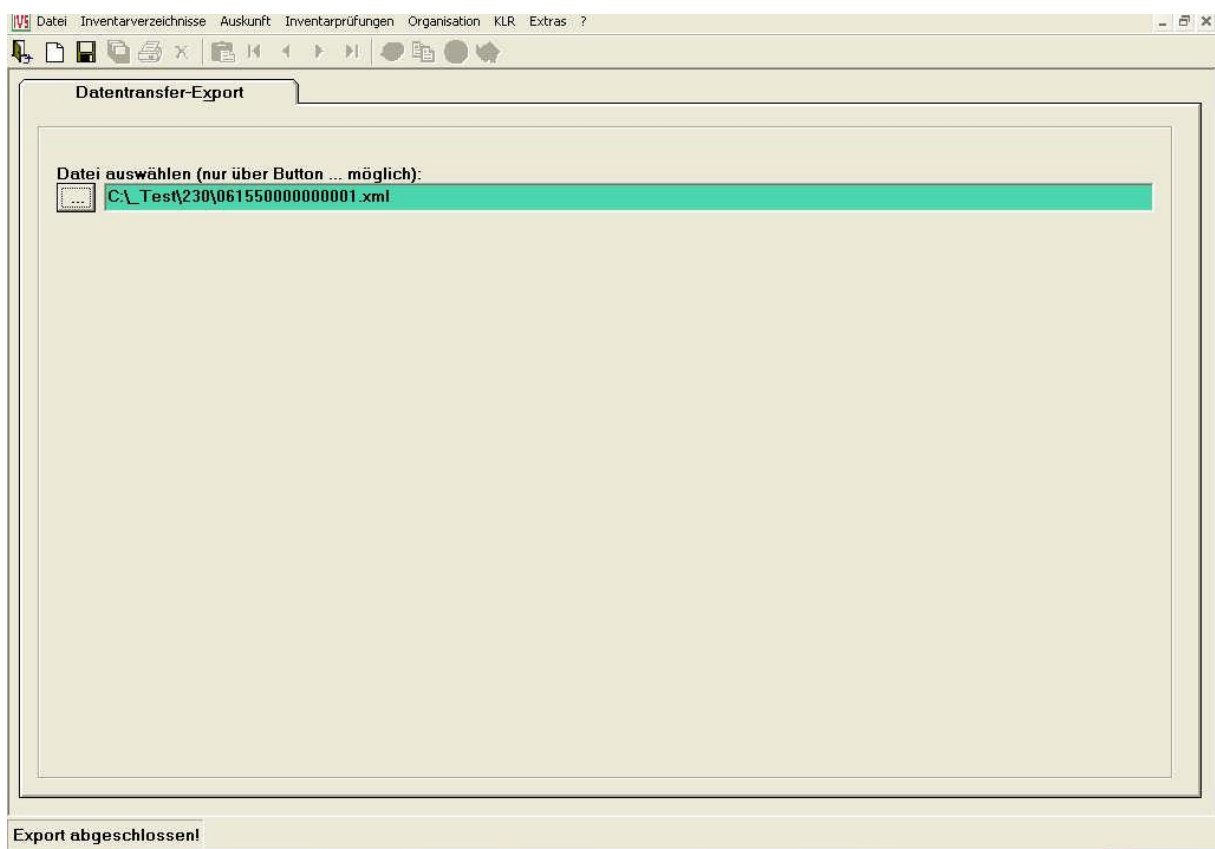 IVS Datei Inventarverzeichnisse Auskunft Inventarprüfungen Organisation KLR Extras ?
Datentransfer-Export
Datei auswählen (nur über Button ... möglich):
... C:\_Test\230\061550000000001.xml
Export abgeschlossen!